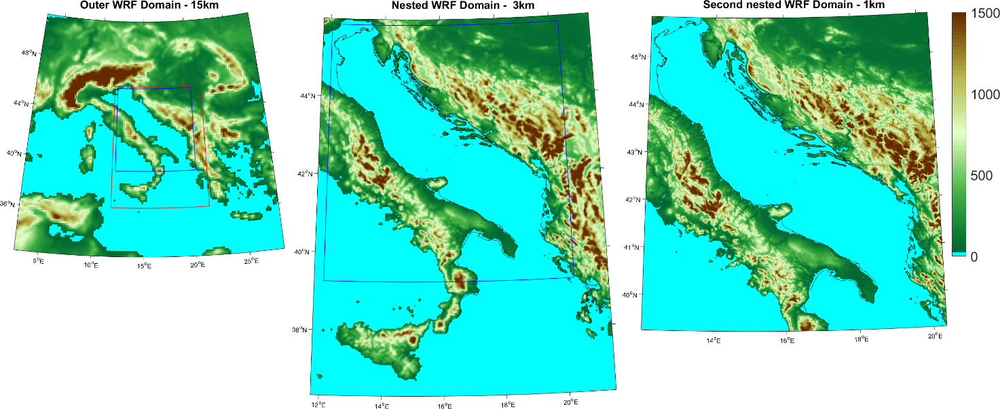 Outer WRF Domain - 15km
48°N
44°N
40°N
36°N
5°E
10°E
15°E
20°E
25°E
Nested WRF Domain - 3km
44°N
42°N
40°N
38°N
12°E
14°E
16°E
18°E
20°E
Second nested WRF Domain - 1km
45°N
44°N
43°N
42°N
41°N
40°N
14°E
16°E
18°E
20°E
1500
1000
500
0